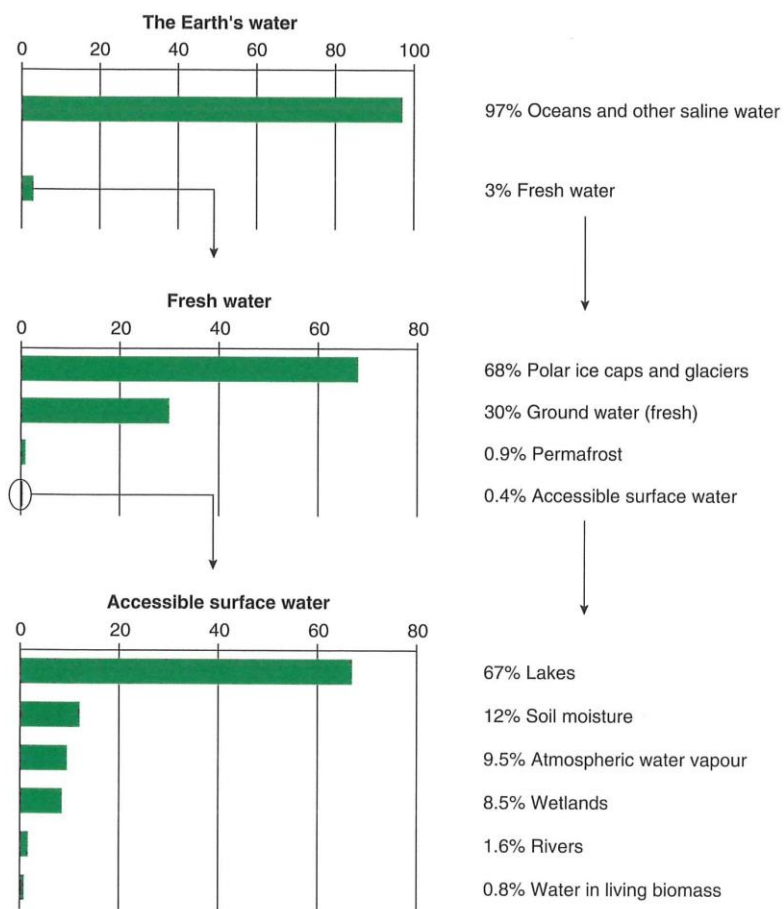 The Earth's water
0 20 40 60 80 100
97% Oceans and other saline water
3% Fresh water
Fresh water
0 20 40 60 80
68% Polar ice caps and glaciers
30% Ground water (fresh)
0.9% Permafrost
0.4% Accessible surface water
Accessible surface water
0 20 40 60 80
67% Lakes
12% Soil moisture
9.5% Atmospheric water vapour
8.5% Wetlands
1.6% Rivers
0.8% Water in living biomass